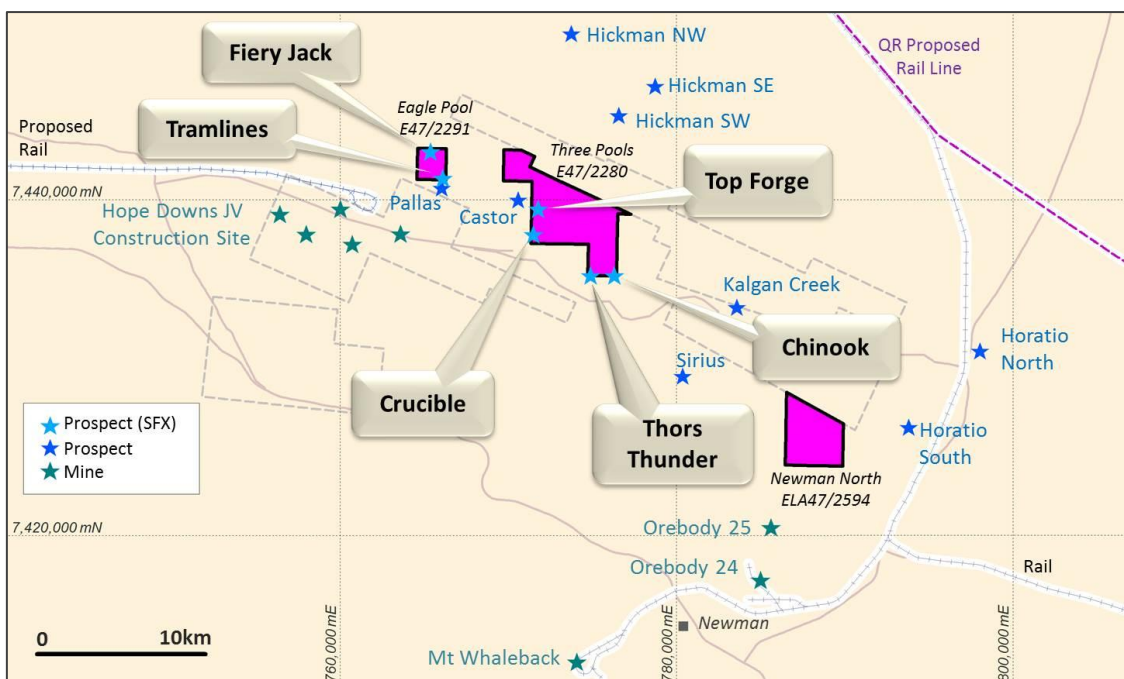 Hickman NW
QR Proposed
Rail Line
Fiery Jack
Hickman SE
Eagle Pool
E47/2291
Tramlines
Hickman SW
Proposed
Rail
Three Pools
E47/2280
Top Forge
7,440,000 mN
Pallas
Castor
Hope Downs JV
Construction Site
Kalgan Creek
Chinook
Horatio
North
Sirius
Crucible
Thors
Thunder
Prospect (SFX)
Prospect
Mine
Horatio
South
Newman North
ELA47/2594
7,420,000 mN
Orebody 25
Orebody 24
Rail
0 10km
760,000 mE
780,000 mE
800,000 mE
Newman
Mt Whaleback